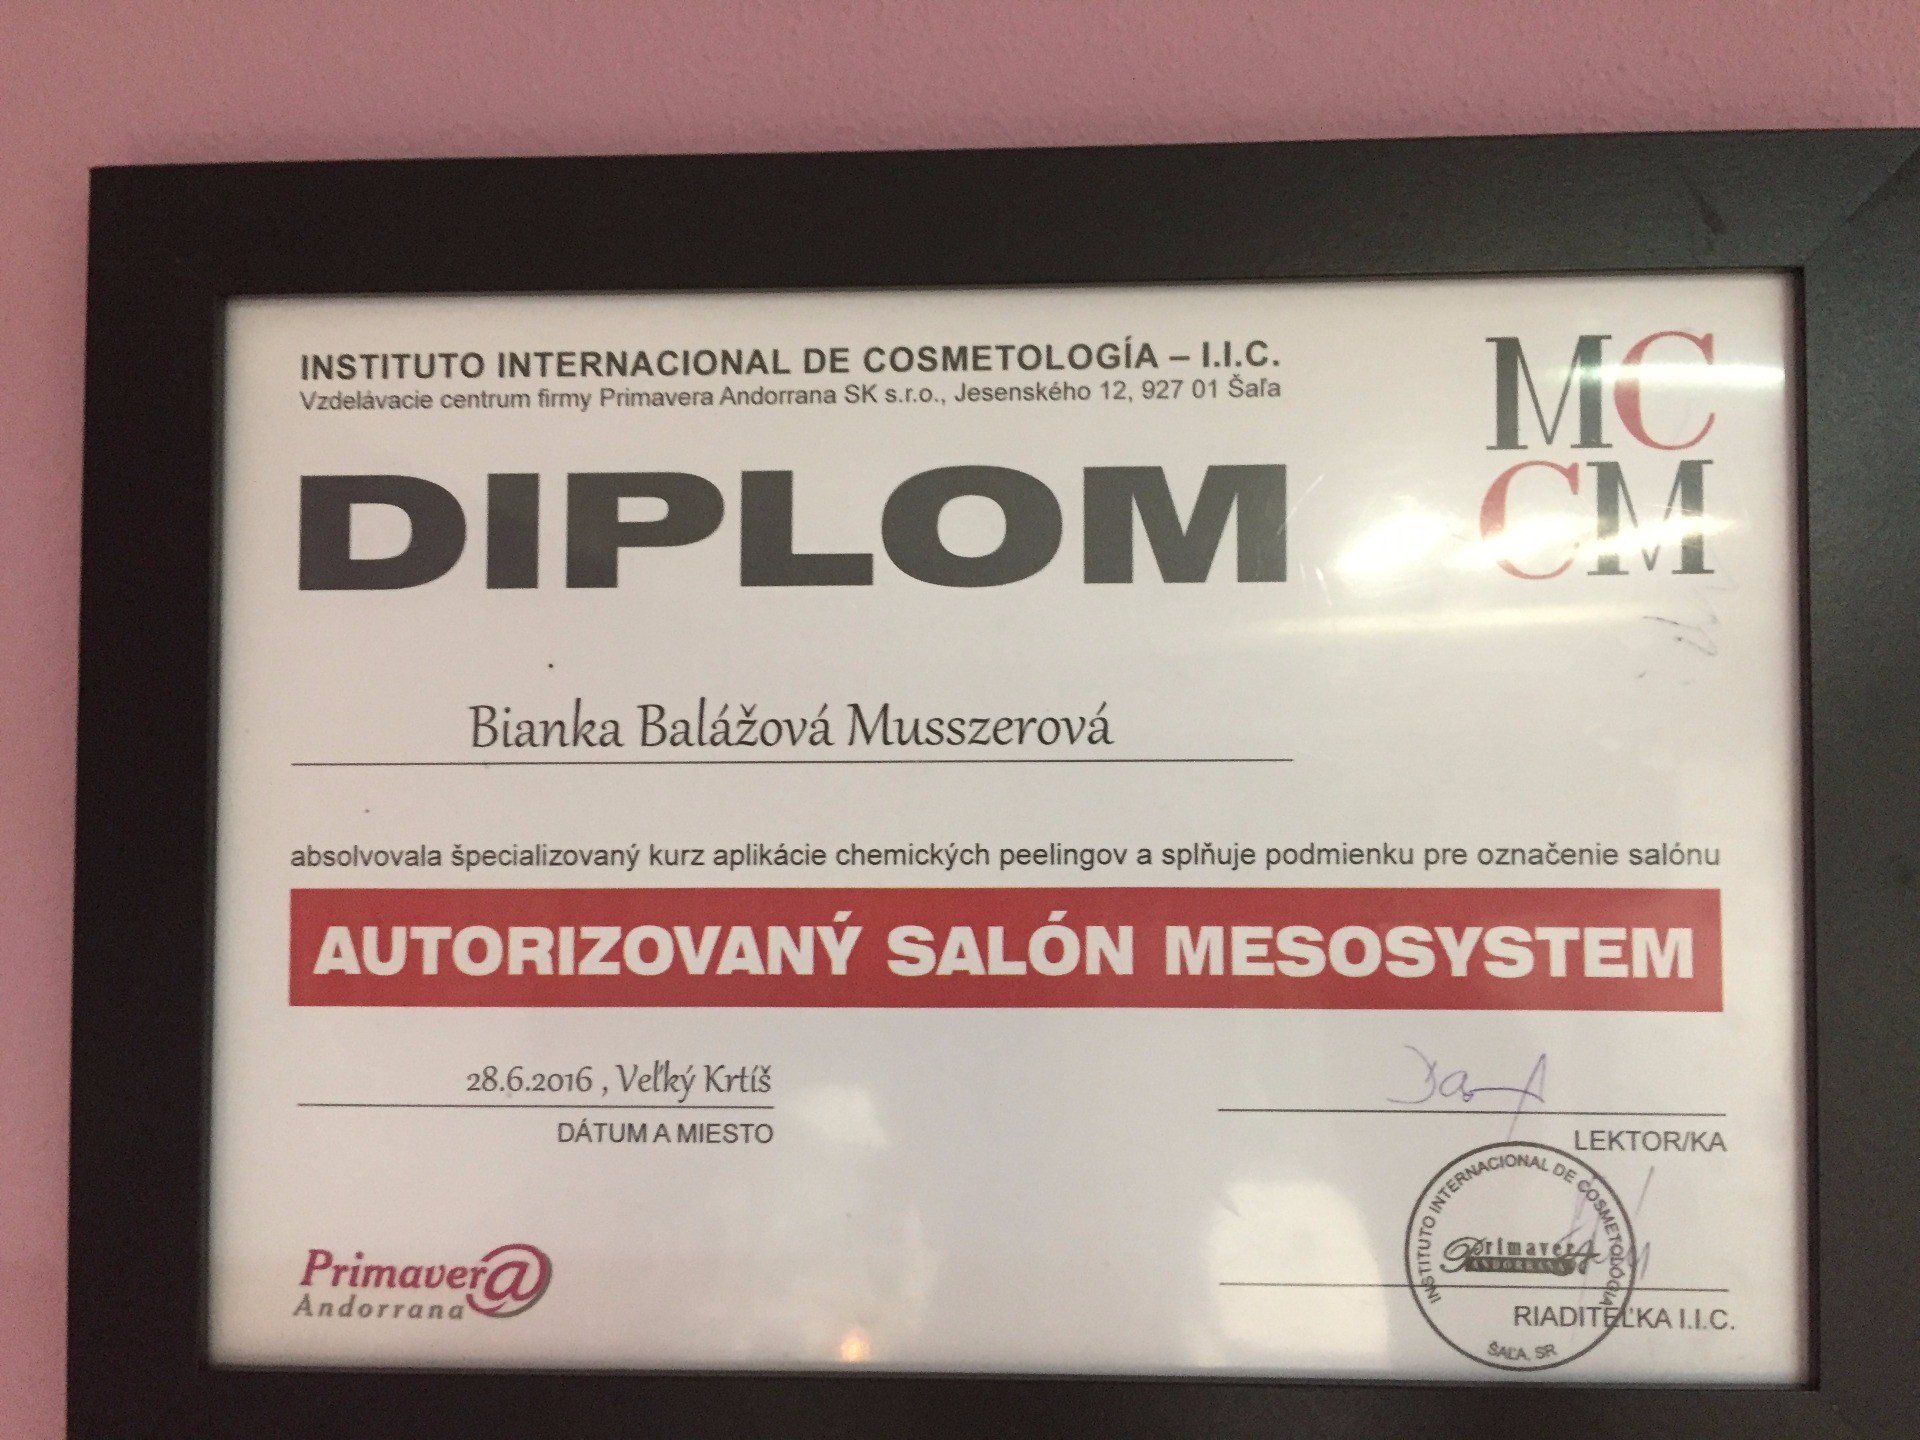 INSTITUTO INTERNACIONAL DE COSMETOLOGÍA – I.I.C.
Vzdelávacie centrum firmy Primavera Andorrana SK s.r.o., Jesenského 12, 927 01 Šaľa
MC
CM
DIPLOM
Bianka Balážová Musszerová
absolvovala špecializovaný kurz aplikácie chemických peelingov a splňuje podmienku pre označenie salónu
AUTORIZOVANÝ SALÓN MESOSYSTEM
28.6.2016 , Veľký Krtíš
DÁTUM A MIESTO
LEKTOR/KA
INSTITUTO INTERNACIONAL DE COSMETOLOGÍA
Primavera
ANDORRANA
ŠAĽA, SR
RIADITEĽKA I.I.C.
Primaver@
Andorrana